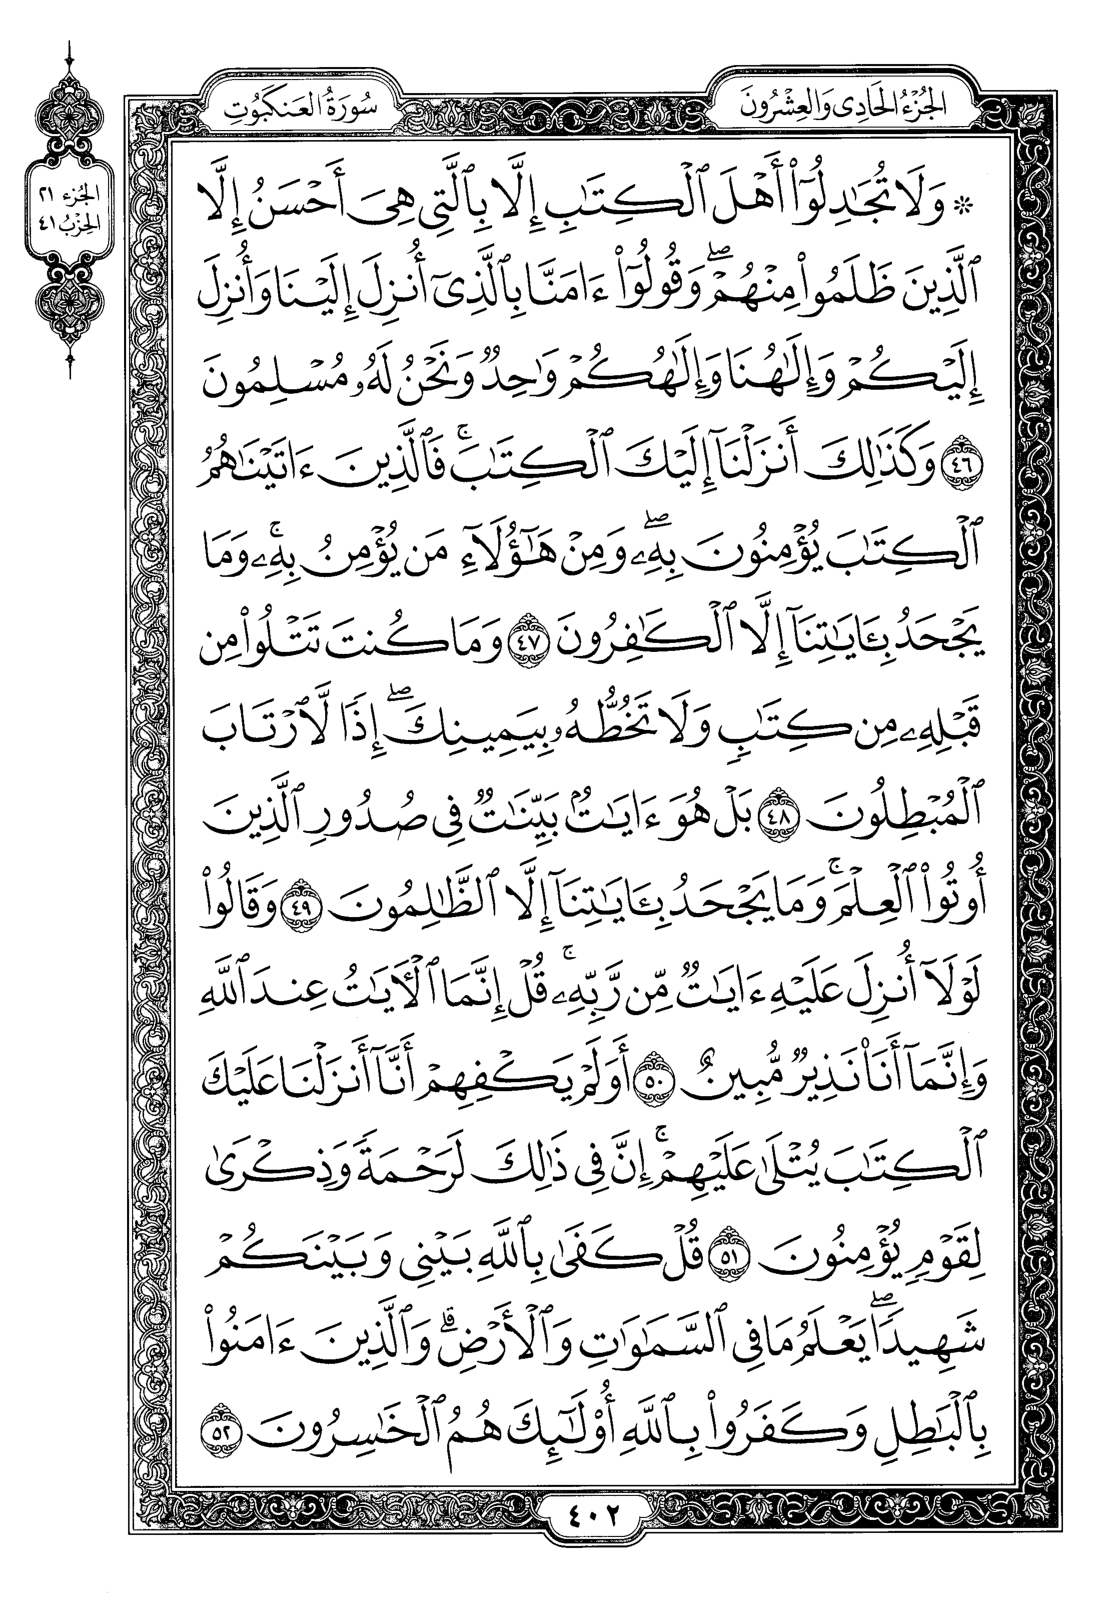 الجُزْءُ الحَادِى وَالعِشْرُونَ
سُورَةُ العَنكَبُوتِ
الجُزء ٢١
الحِزْبُ ٤١
۞ وَلَا تُجَٰدِلُوٓا۟ أَهْلَ ٱلْكِتَٰبِ إِلَّا بِٱلَّتِى هِىَ أَحْسَنُ إِلَّا
ٱلَّذِينَ ظَلَمُوا۟ مِنْهُمْ ۖ وَقُولُوٓا۟ ءَامَنَّا بِٱلَّذِىٓ أُنزِلَ إِلَيْنَا وَأُنزِلَ
إِلَيْكُمْ وَإِلَٰهُنَا وَإِلَٰهُكُمْ وَٰحِدٌ وَنَحْنُ لَهُۥ مُسْلِمُونَ
٤٦ وَكَذَٰلِكَ أَنزَلْنَآ إِلَيْكَ ٱلْكِتَٰبَ ۚ فَٱلَّذِينَ ءَاتَيْنَٰهُمُ
ٱلْكِتَٰبَ يُؤْمِنُونَ بِهِۦ ۖ وَمِنْ هَٰٓؤُلَآءِ مَن يُؤْمِنُ بِهِۦ ۚ وَمَا
يَجْحَدُ بِـَٔايَٰتِنَآ إِلَّا ٱلْكَٰفِرُونَ ٤٧ وَمَا كُنتَ تَتْلُوا۟ مِن
قَبْلِهِۦ مِن كِتَٰبٍ وَلَا تَخُطُّهُۥ بِيَمِينِكَ ۖ إِذًا لَّٱرْتَابَ
ٱلْمُبْطِلُونَ ٤٨ بَلْ هُوَ ءَايَٰتٌۢ بَيِّنَٰتٌ فِى صُدُورِ ٱلَّذِينَ
أُوتُوا۟ ٱلْعِلْمَ ۚ وَمَا يَجْحَدُ بِـَٔايَٰتِنَآ إِلَّا ٱلظَّٰلِمُونَ ٤٩ وَقَالُوا۟
لَوْلَآ أُنزِلَ عَلَيْهِ ءَايَٰتٌ مِّن رَّبِّهِۦ ۚ قُلْ إِنَّمَا ٱلْـَٔايَٰتُ عِندَ ٱللَّهِ
وَإِنَّمَآ أَنَا۠ نَذِيرٌ مُّبِينٌ ٥٠ أَوَلَمْ يَكْفِهِمْ أَنَّآ أَنزَلْنَا عَلَيْكَ
ٱلْكِتَٰبَ يُتْلَىٰ عَلَيْهِمْ ۚ إِنَّ فِى ذَٰلِكَ لَرَحْمَةً وَذِكْرَىٰ
لِقَوْمٍ يُؤْمِنُونَ ٥١ قُلْ كَفَىٰ بِٱللَّهِ بَيْنِى وَبَيْنَكُمْ
شَهِيدًا ۖ يَعْلَمُ مَا فِى ٱلسَّمَٰوَٰتِ وَٱلْأَرْضِ ۗ وَٱلَّذِينَ ءَامَنُوا۟
بِٱلْبَٰطِلِ وَكَفَرُوا۟ بِٱللَّهِ أُو۟لَٰٓئِكَ هُمُ ٱلْخَٰسِرُونَ ٥٢
٤٠٢